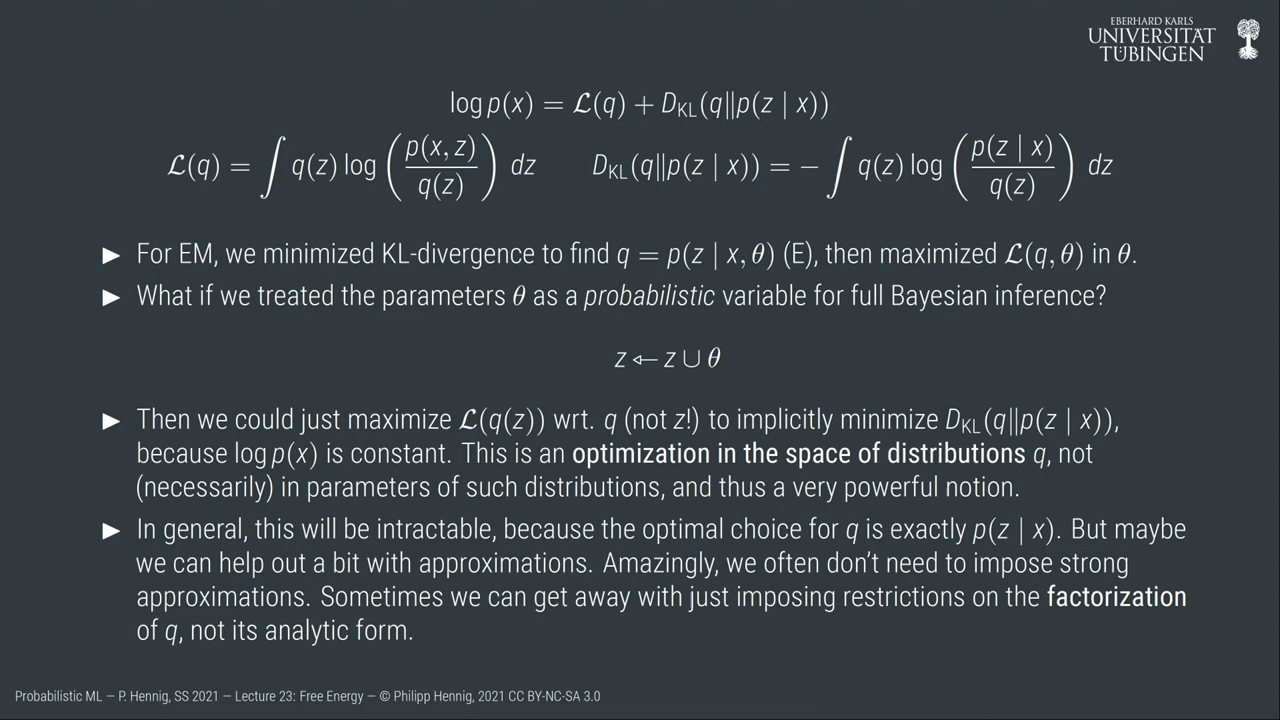 EBERHARD KARLS
UNIVERSITÄT
TÜBINGEN
log p(x) = ℒ(q) + D_KL(q‖p(z | x))
ℒ(q) = ∫ q(z) log ( p(x, z) / q(z) ) dz    D_KL(q‖p(z | x)) = − ∫ q(z) log ( p(z | x) / q(z) ) dz
▶ For EM, we minimized KL-divergence to find q = p(z | x, θ) (E), then maximized ℒ(q, θ) in θ.
▶ What if we treated the parameters θ as a probabilistic variable for full Bayesian inference?
z ⇽ z ∪ θ
▶ Then we could just maximize ℒ(q(z)) wrt. q (not z!) to implicitly minimize D_KL(q‖p(z | x)),
because log p(x) is constant. This is an optimization in the space of distributions q, not
(necessarily) in parameters of such distributions, and thus a very powerful notion.
▶ In general, this will be intractable, because the optimal choice for q is exactly p(z | x). But maybe
we can help out a bit with approximations. Amazingly, we often don't need to impose strong
approximations. Sometimes we can get away with just imposing restrictions on the factorization
of q, not its analytic form.
Probabilistic ML — P. Hennig, SS 2021 — Lecture 23: Free Energy — © Philipp Hennig, 2021 CC BY-NC-SA 3.0